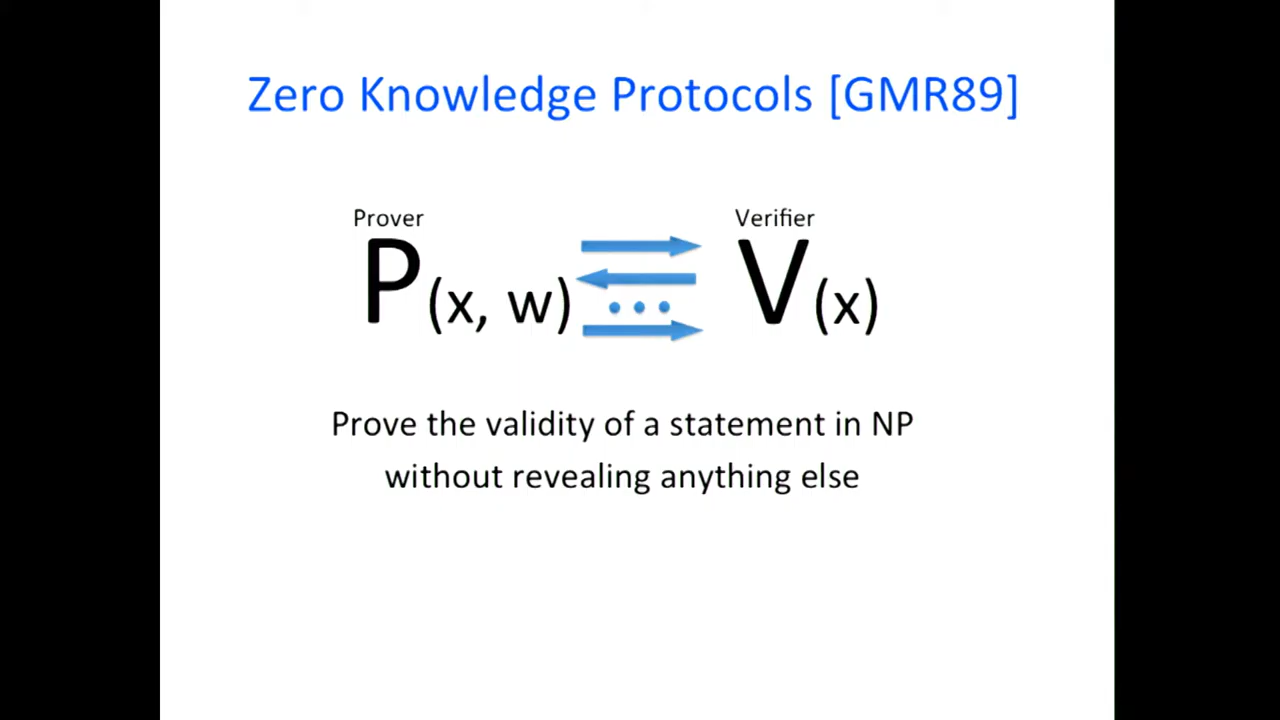 Zero Knowledge Protocols [GMR89]
Prover Verifier
P(x, w) V(x)
Prove the validity of a statement in NP
without revealing anything else